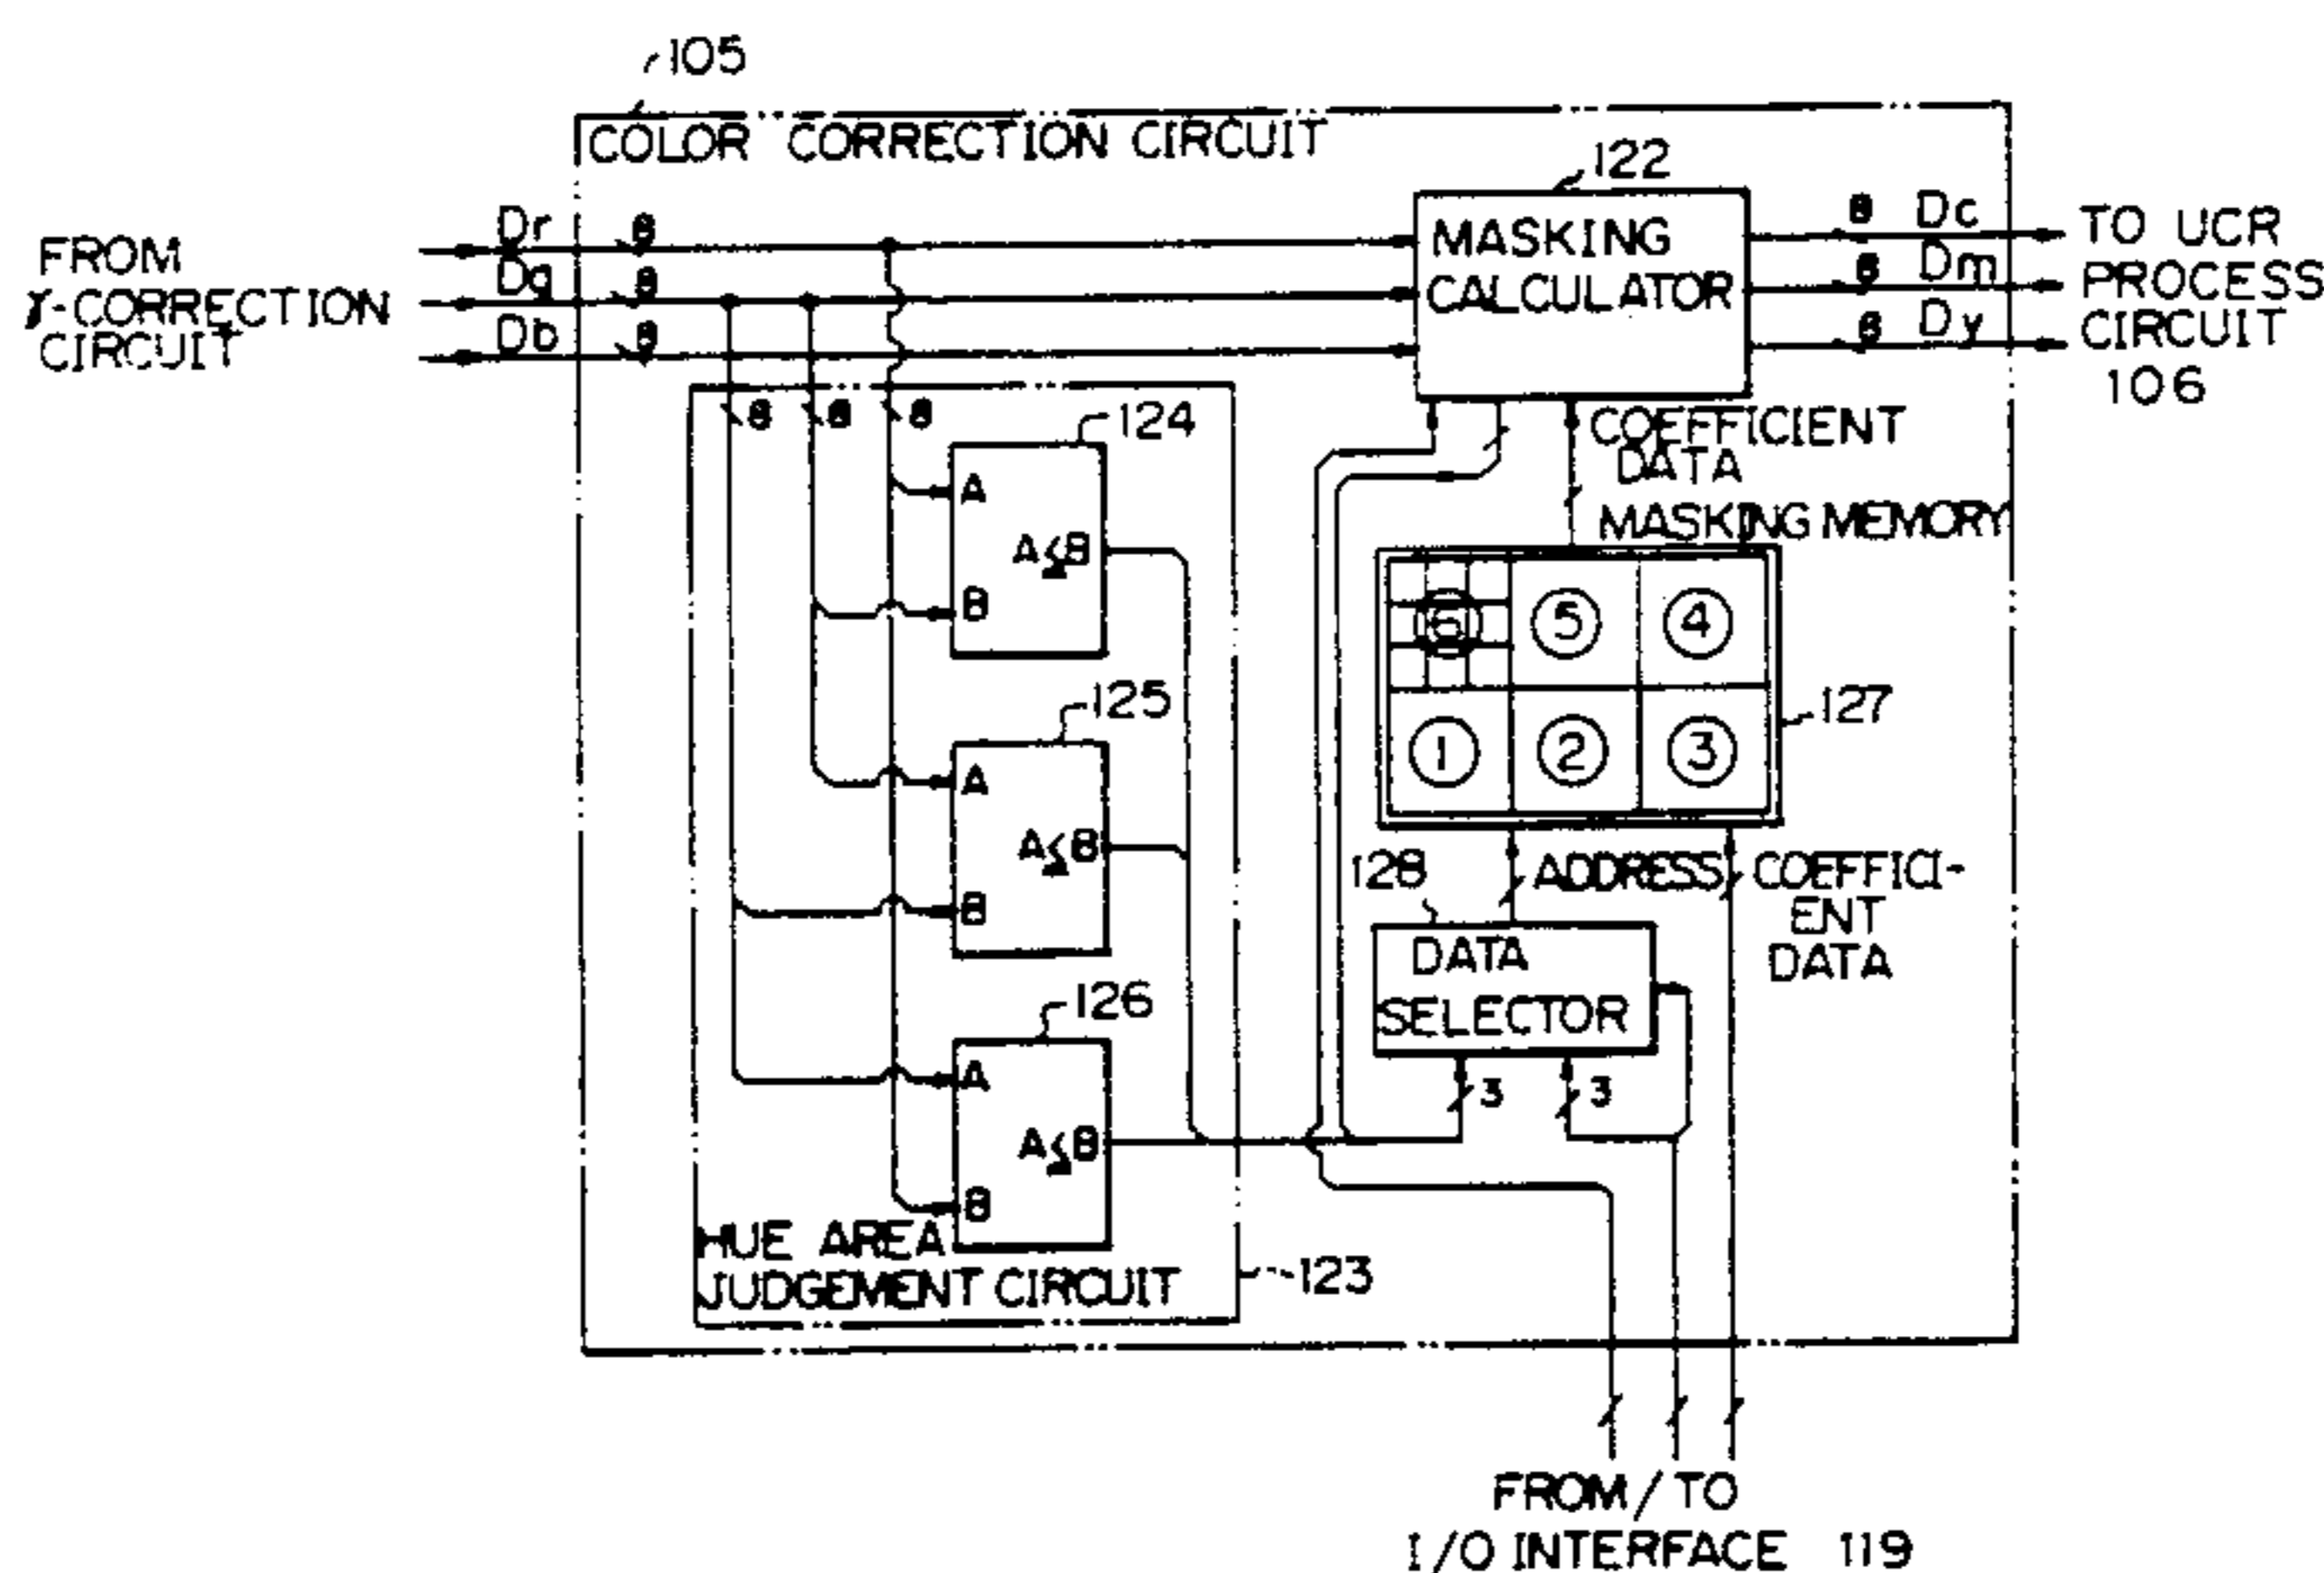 105
COLOR CORRECTION CIRCUIT
122
FROM
γ-CORRECTION
CIRCUIT
Dr
8
Dg
8
Db
8
MASKING
CALCULATOR
8 Dc
8 Dm
8 Dy
TO UCR
PROCESS
CIRCUIT
106
8 8 8
124
A
A≦B
B
COEFFICIENT
DATA
MASKING MEMORY
6 5 4
1 2 3
127
125
A
A≦B
B
128
ADDRESS
COEFFICI-
ENT
DATA
DATA
SELECTOR
3 3
126
A
A≦B
B
HUE AREA
JUDGEMENT CIRCUIT
123
FROM/TO
I/O INTERFACE 119